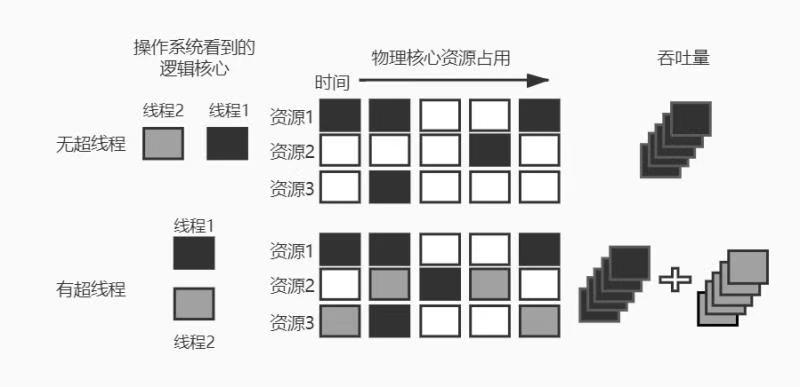 操作系统看到的
逻辑核心
物理核心资源占用
吞吐量
时间
线程2
线程1
资源1
无超线程
资源2
资源3
线程1
资源1
有超线程
资源2
资源3
线程2